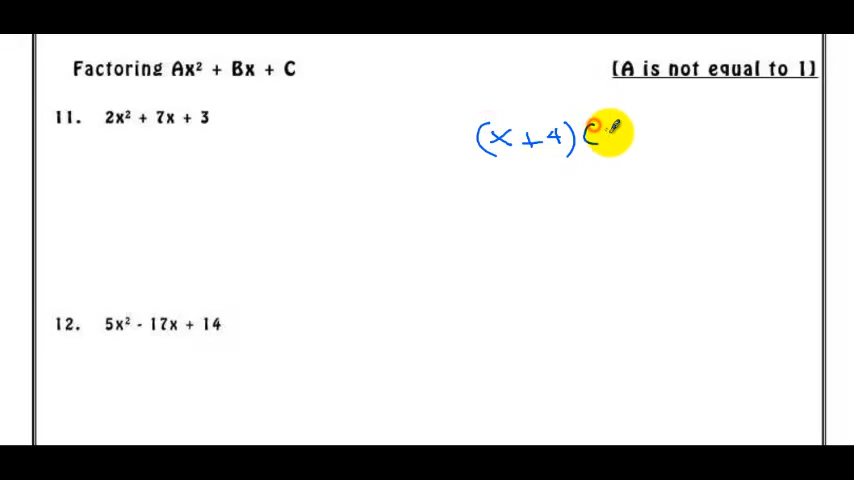 Factoring Ax² + Bx + C (A is not equal to 1)
11. 2x² + 7x + 3 (x + 4) (
12. 5x² - 17x + 14